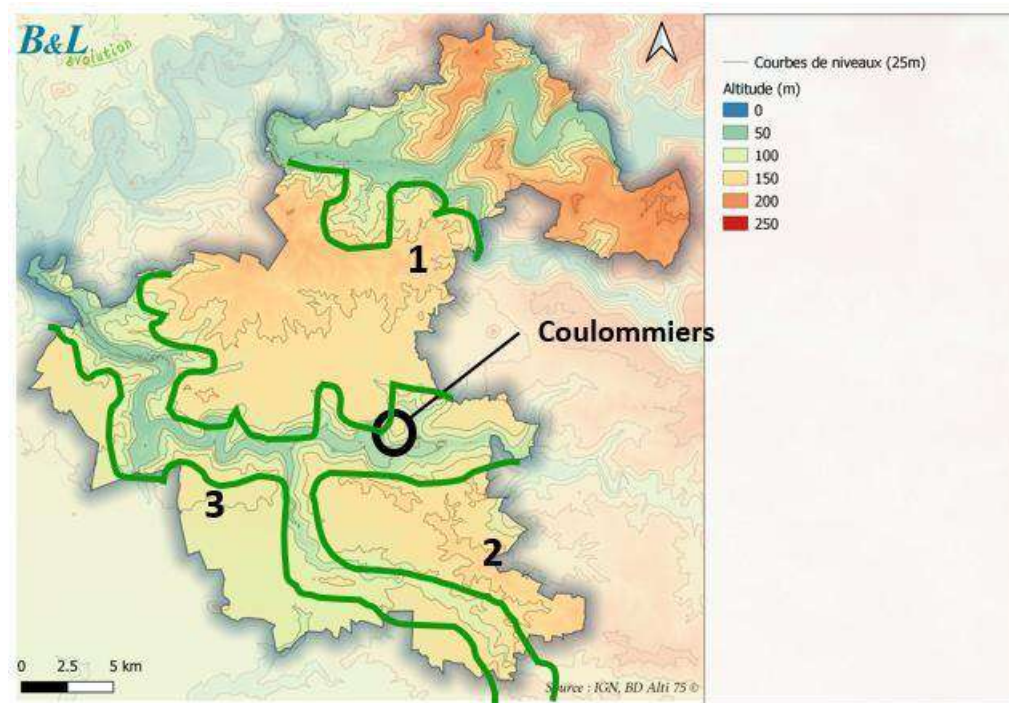 B&L
évolution
Courbes de niveaux (25m)
Altitude (m)
0
50
100
150
200
250
1
Coulommiers
3
2
0 2.5 5 km
Source : IGN, BD Alti 75 ©